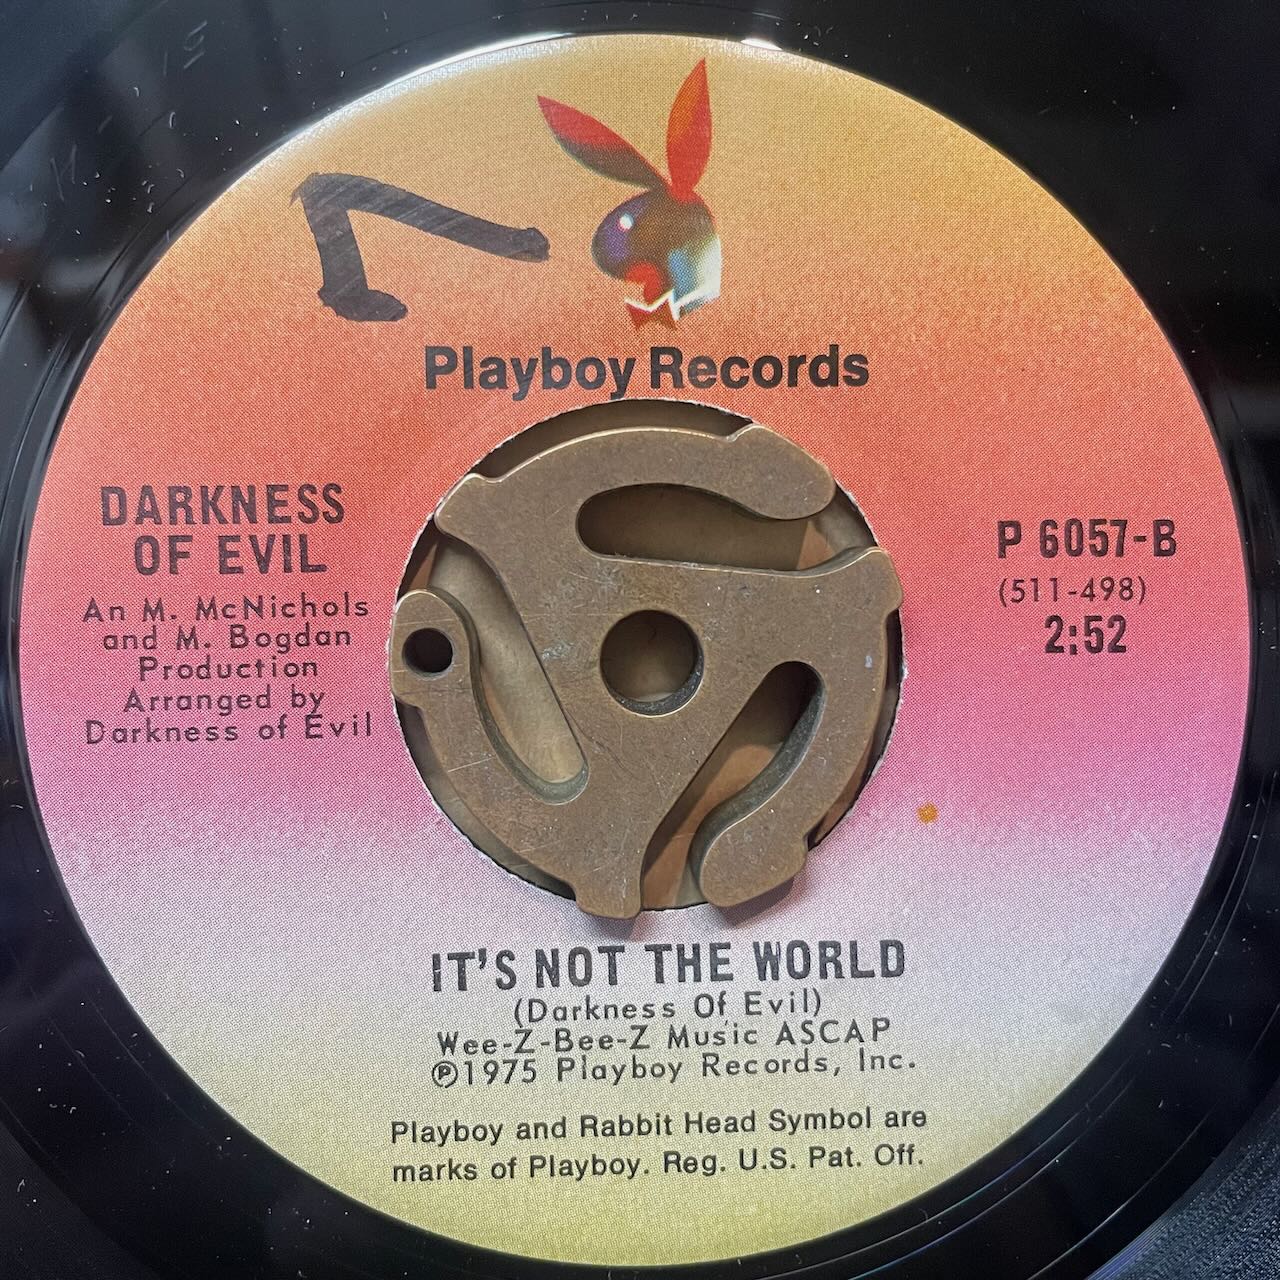 Playboy Records
DARKNESS
OF EVIL
An M. McNichols
and M. Bogdan
Production
Arranged by
Darkness of Evil
P 6057-B
(511-498)
2:52
IT'S NOT THE WORLD
(Darkness Of Evil)
Wee-Z-Bee-Z Music ASCAP
℗1975 Playboy Records, Inc.
Playboy and Rabbit Head Symbol are
marks of Playboy. Reg. U.S. Pat. Off.